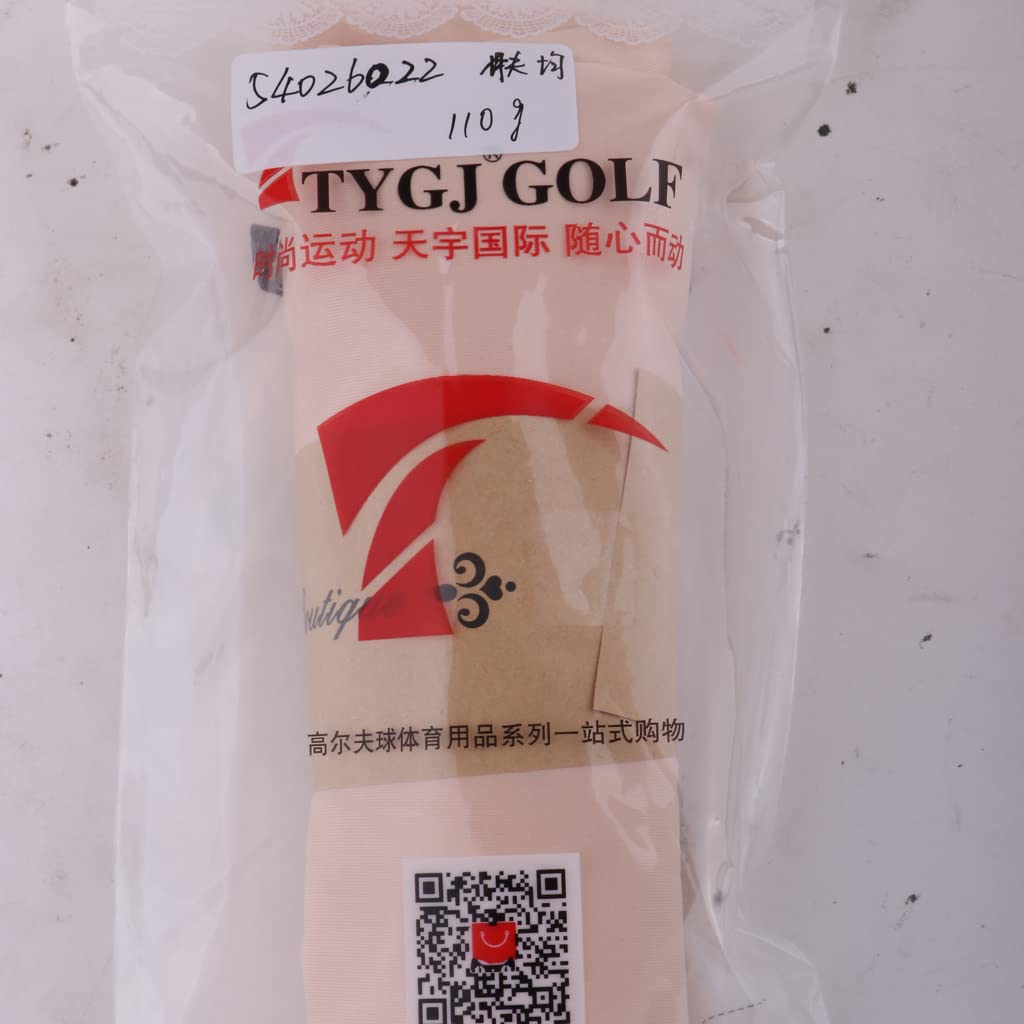 54026022 肤均
110g
TYGJ® GOLF
时尚运动 天宇国际 随心而动
Boutique
高尔夫球体育用品系列一站式购物